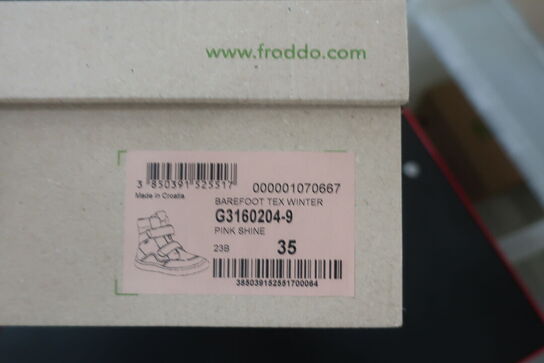 www.froddo.com
3 850391 525517
000001070667
Made in Croatia
BAREFOOT TEX WINTER
G3160204-9
PINK SHINE
23B
35
385039152551700064